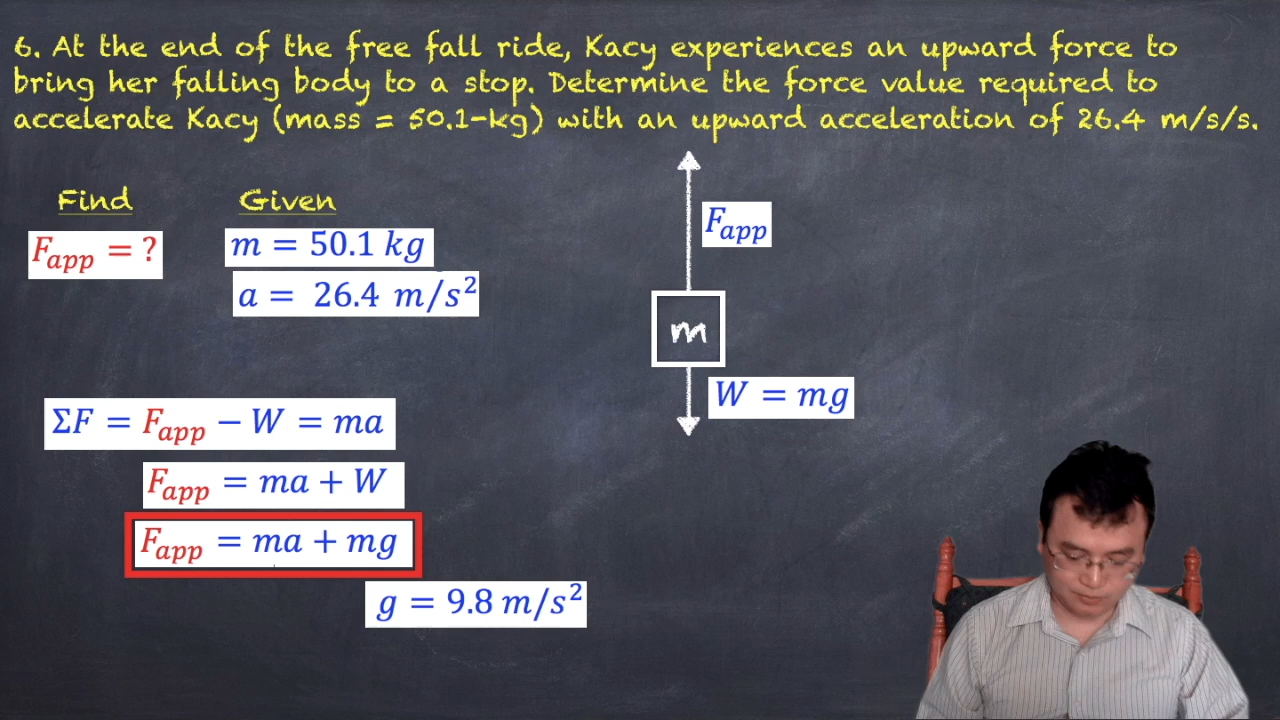 6. At the end of the free fall ride, Kacy experiences an upward force to
bring her falling body to a stop. Determine the force value required to
accelerate Kacy (mass = 50.1-kg) with an upward acceleration of 26.4 m/s/s.
Find
Given
F_app = ?
m = 50.1 kg
a = 26.4 m/s²
F_app
m
W = mg
ΣF = F_app − W = ma
F_app = ma + W
F_app = ma + mg
g = 9.8 m/s²